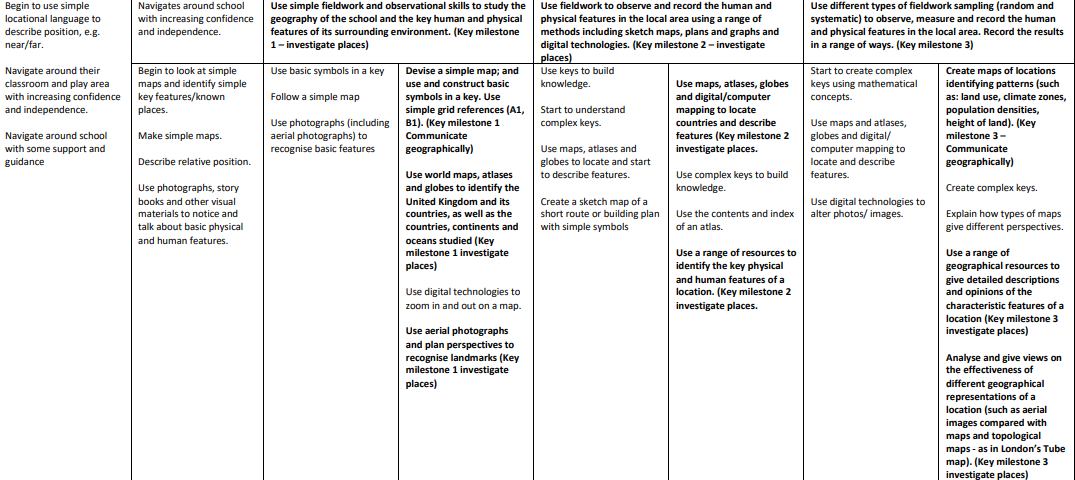 Begin to use simple
locational language to
describe position, e.g.
near/far.
Navigates around school
with increasing confidence
and independence.
Use simple fieldwork and observational skills to study the
geography of the school and the key human and physical
features of its surrounding environment. (Key milestone
1 – investigate places)
Use fieldwork to observe and record the human and
physical features in the local area using a range of
methods including sketch maps, plans and graphs and
digital technologies. (Key milestone 2 – investigate
places)
Use different types of fieldwork sampling (random and
systematic) to observe, measure and record the human
and physical features in the local area. Record the results
in a range of ways. (Key milestone 3)
Navigate around their
classroom and play area
with increasing confidence
and independence.
Navigate around school
with some support and
guidance
Begin to look at simple
maps and identify simple
key features/known
places.
Make simple maps.
Describe relative position.
Use photographs, story
books and other visual
materials to notice and
talk about basic physical
and human features.
Use basic symbols in a key
Follow a simple map
Use photographs (including
aerial photographs) to
recognise basic features
Devise a simple map; and
use and construct basic
symbols in a key. Use
simple grid references (A1,
B1). (Key milestone 1
Communicate
geographically)
Use world maps, atlases
and globes to identify the
United Kingdom and its
countries, as well as the
countries, continents and
oceans studied (Key
milestone 1 investigate
places)
Use digital technologies to
zoom in and out on a map.
Use aerial photographs
and plan perspectives to
recognise landmarks (Key
milestone 1 investigate
places)
Use keys to build
knowledge.
Start to understand
complex keys.
Use maps, atlases and
globes to locate and start
to describe features.
Create a sketch map of a
short route or building plan
with simple symbols
Use maps, atlases, globes
and digital/computer
mapping to locate
countries and describe
features (Key milestone 2
investigate places.
Use complex keys to build
knowledge.
Use the contents and index
of an atlas.
Use a range of resources to
identify the key physical
and human features of a
location. (Key milestone 2
investigate places.
Start to create complex
keys using mathematical
concepts.
Use maps and atlases,
globes and digital/
computer mapping to
locate and describe
features.
Use digital technologies to
alter photos/ images.
Create maps of locations
identifying patterns (such
as: land use, climate zones,
population densities,
height of land). (Key
milestone 3 –
Communicate
geographically)
Create complex keys.
Explain how types of maps
give different perspectives.
Use a range of
geographical resources to
give detailed descriptions
and opinions of the
characteristic features of a
location (Key milestone 3
investigate places)
Analyse and give views on
the effectiveness of
different geographical
representations of a
location (such as aerial
images compared with
maps and topological
maps - as in London's Tube
map). (Key milestone 3
investigate places)